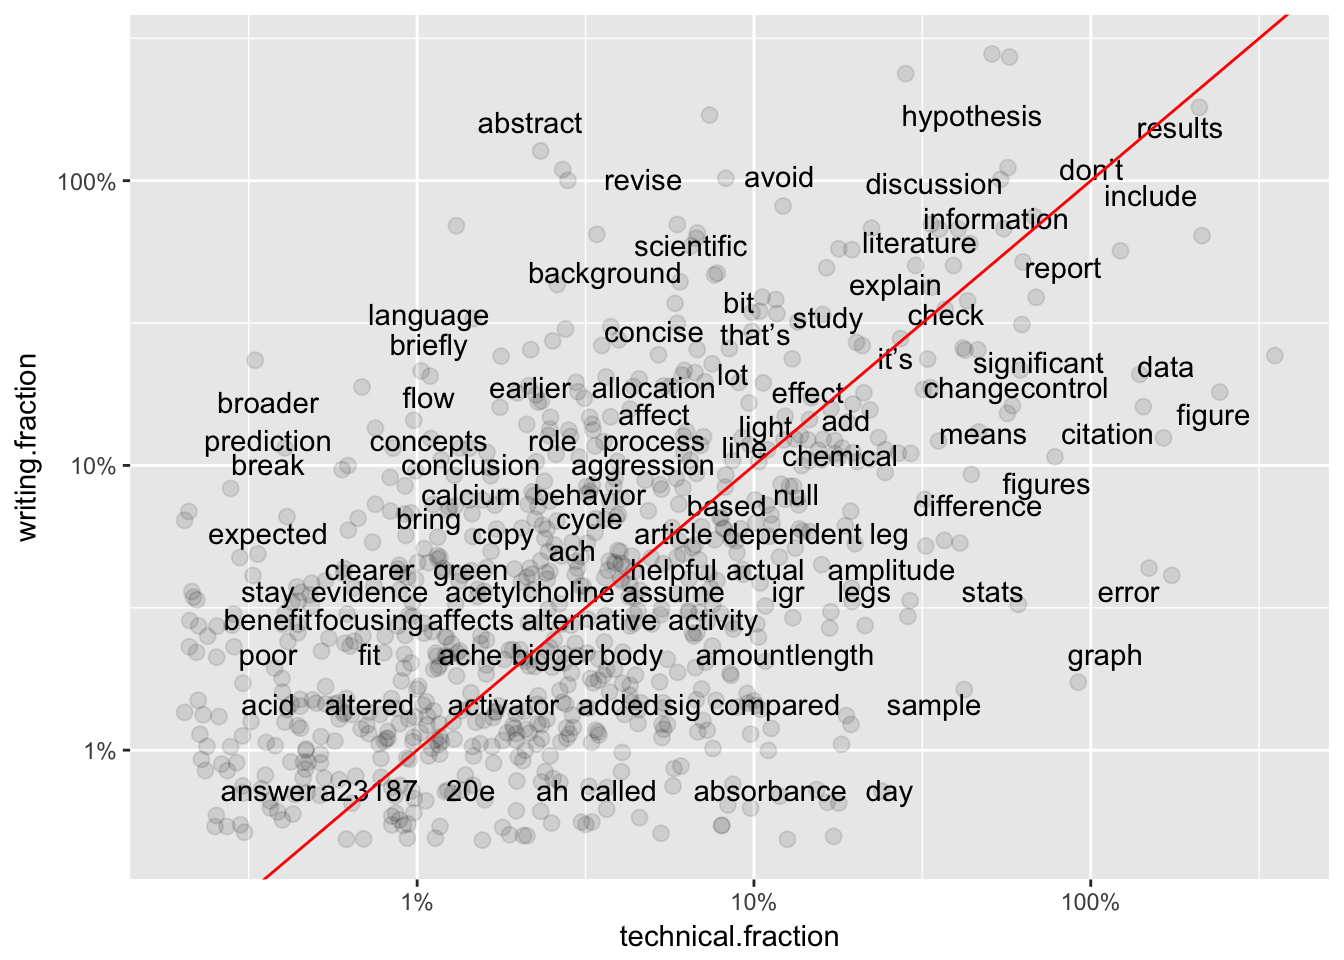 hypothesis
abstract
results
don't
revise avoid discussion
include
information
scientific literature
background report
explain
bit
language study check
concise that's
briefly
it's
significant data
lot
earlier allocation effect changecontrol
broader flow
affect add figure
light
prediction concepts role process line means citation
break conclusion aggression chemical
figures
calcium behavior null
based difference
bring cycle
expected copy article dependent leg
ach
clearer green helpful actual amplitude
stay evidence acetylcholine assume igr legs stats error
benefit focusing affects alternative activity
poor fit ache bigger body amountlength graph
acid altered activator added sig compared sample
answer a23187 20e ah called absorbance day
100%
10%
1%
1% 10% 100%
technical.fraction
writing.fraction